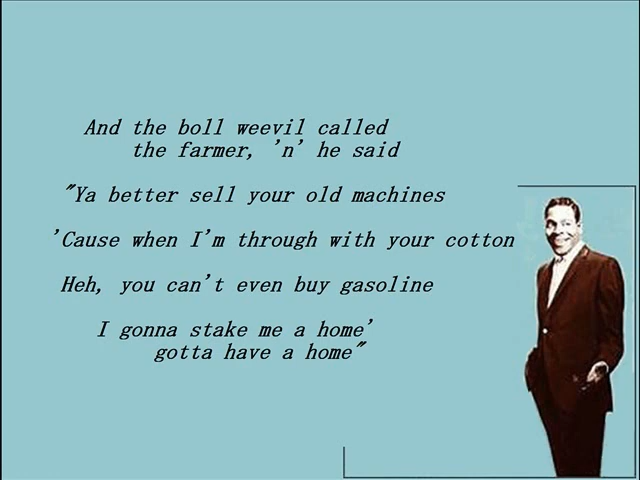 And the boll weevil called
the farmer, 'n' he said
"Ya better sell your old machines
'Cause when I'm through with your cotton
Heh, you can't even buy gasoline
I gonna stake me a home'
gotta have a home"